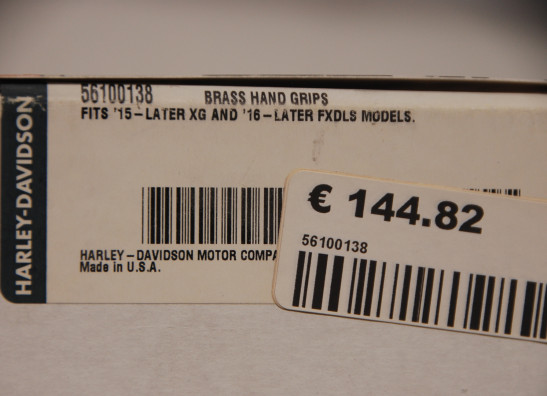 HARLEY-DAVIDSON
56100138 BRASS HAND GRIPS
FITS '15-LATER XG AND '16-LATER FXDLS MODELS.
€ 144.82
56100138
HARLEY-DAVIDSON MOTOR COMPA
Made in U.S.A.